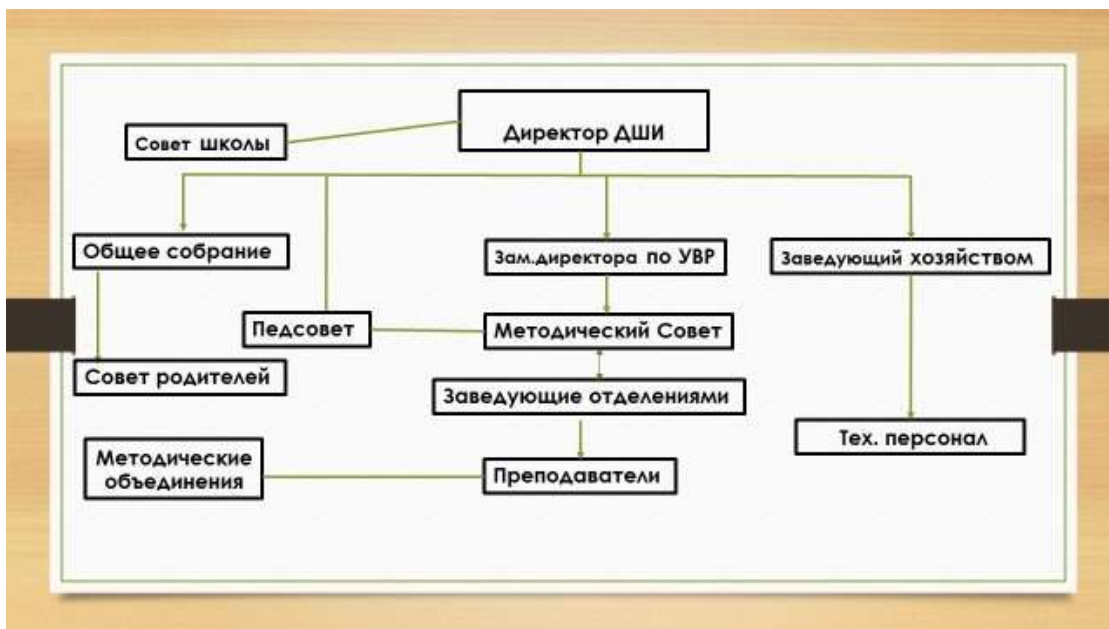 Директор ДШИ
Совет школы
Общее собрание
Зам.директора по УВР
Заведующий хозяйством
Педсовет
Методический Совет
Совет родителей
Заведующие отделениями
Тех. персонал
Методические
объединения
Преподаватели